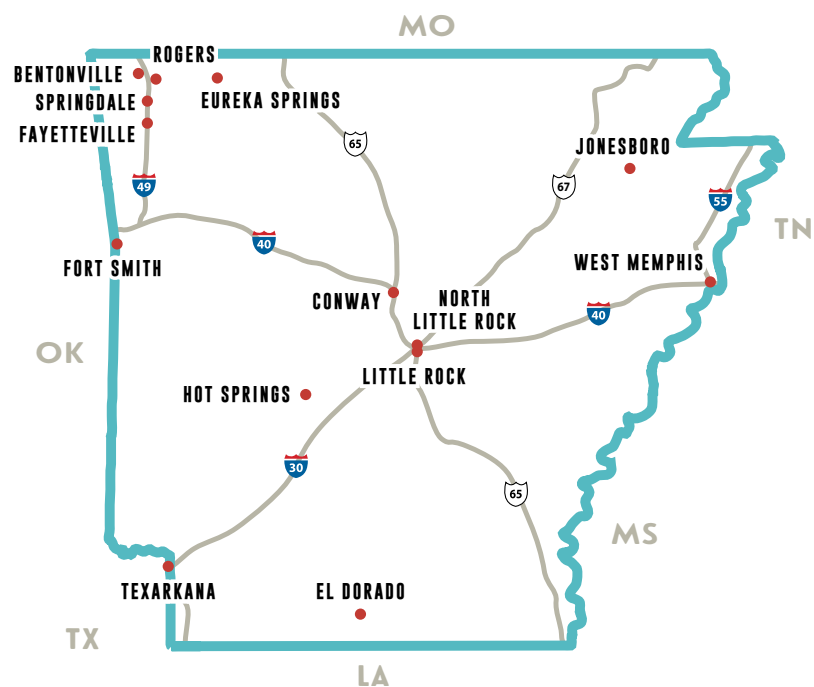 MO
ROGERS
BENTONVILLE
EUREKA SPRINGS
SPRINGDALE
FAYETTEVILLE
65
JONESBORO
49
67
55
TN
40
FORT SMITH
WEST MEMPHIS
CONWAY
NORTH
LITTLE ROCK
40
OK
LITTLE ROCK
HOT SPRINGS
30
65
MS
TEXARKANA
EL DORADO
TX
LA